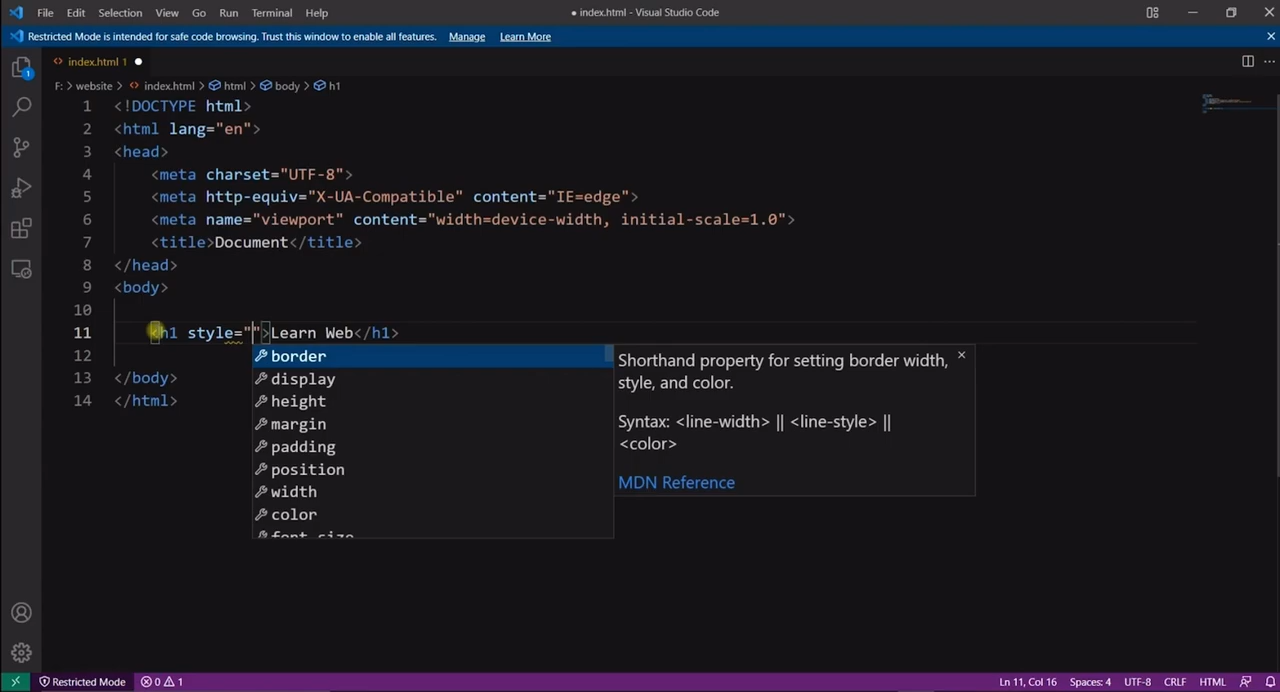 File Edit Selection View Go Run Terminal Help ● index.html - Visual Studio Code
Restricted Mode is intended for safe code browsing. Trust this window to enable all features. Manage Learn More
index.html 1
F: > website > index.html > html > body > h1
1 <!DOCTYPE html>
2 <html lang="en">
3 <head>
4 <meta charset="UTF-8">
5 <meta http-equiv="X-UA-Compatible" content="IE=edge">
6 <meta name="viewport" content="width=device-width, initial-scale=1.0">
7 <title>Document</title>
8 </head>
9 <body>
10
11 <h1 style="">Learn Web</h1>
12
13 </body>
14 </html>
border
display
height
margin
padding
position
width
color
font-size
Shorthand property for setting border width,
style, and color.
Syntax: <line-width> || <line-style> ||
<color>
MDN Reference
1
Restricted Mode 0 1 Ln 11, Col 16 Spaces: 4 UTF-8 CRLF HTML